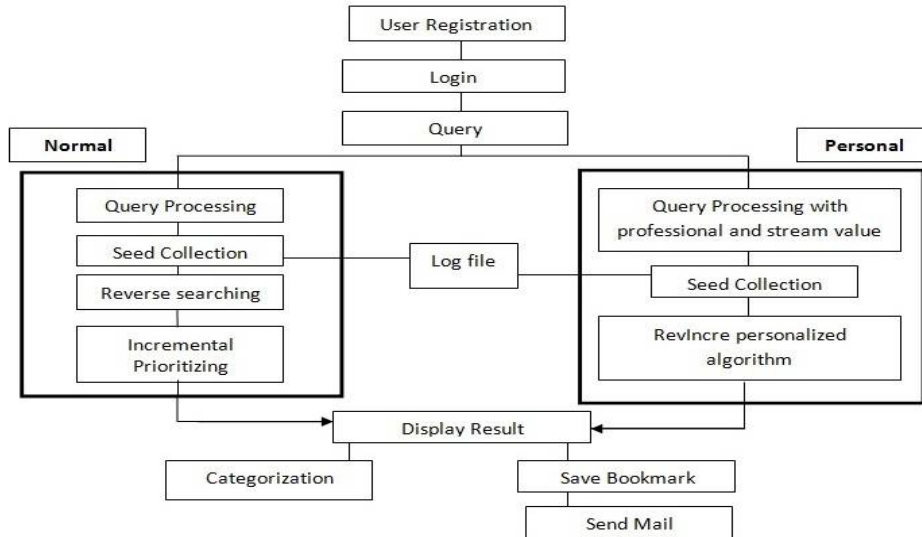 User Registration
Login
Query
Normal
Personal
Query Processing
Seed Collection
Reverse searching
Incremental
Prioritizing
Log file
Query Processing with
professional and stream value
Seed Collection
RevIncre personalized
algorithm
Display Result
Categorization
Save Bookmark
Send Mail